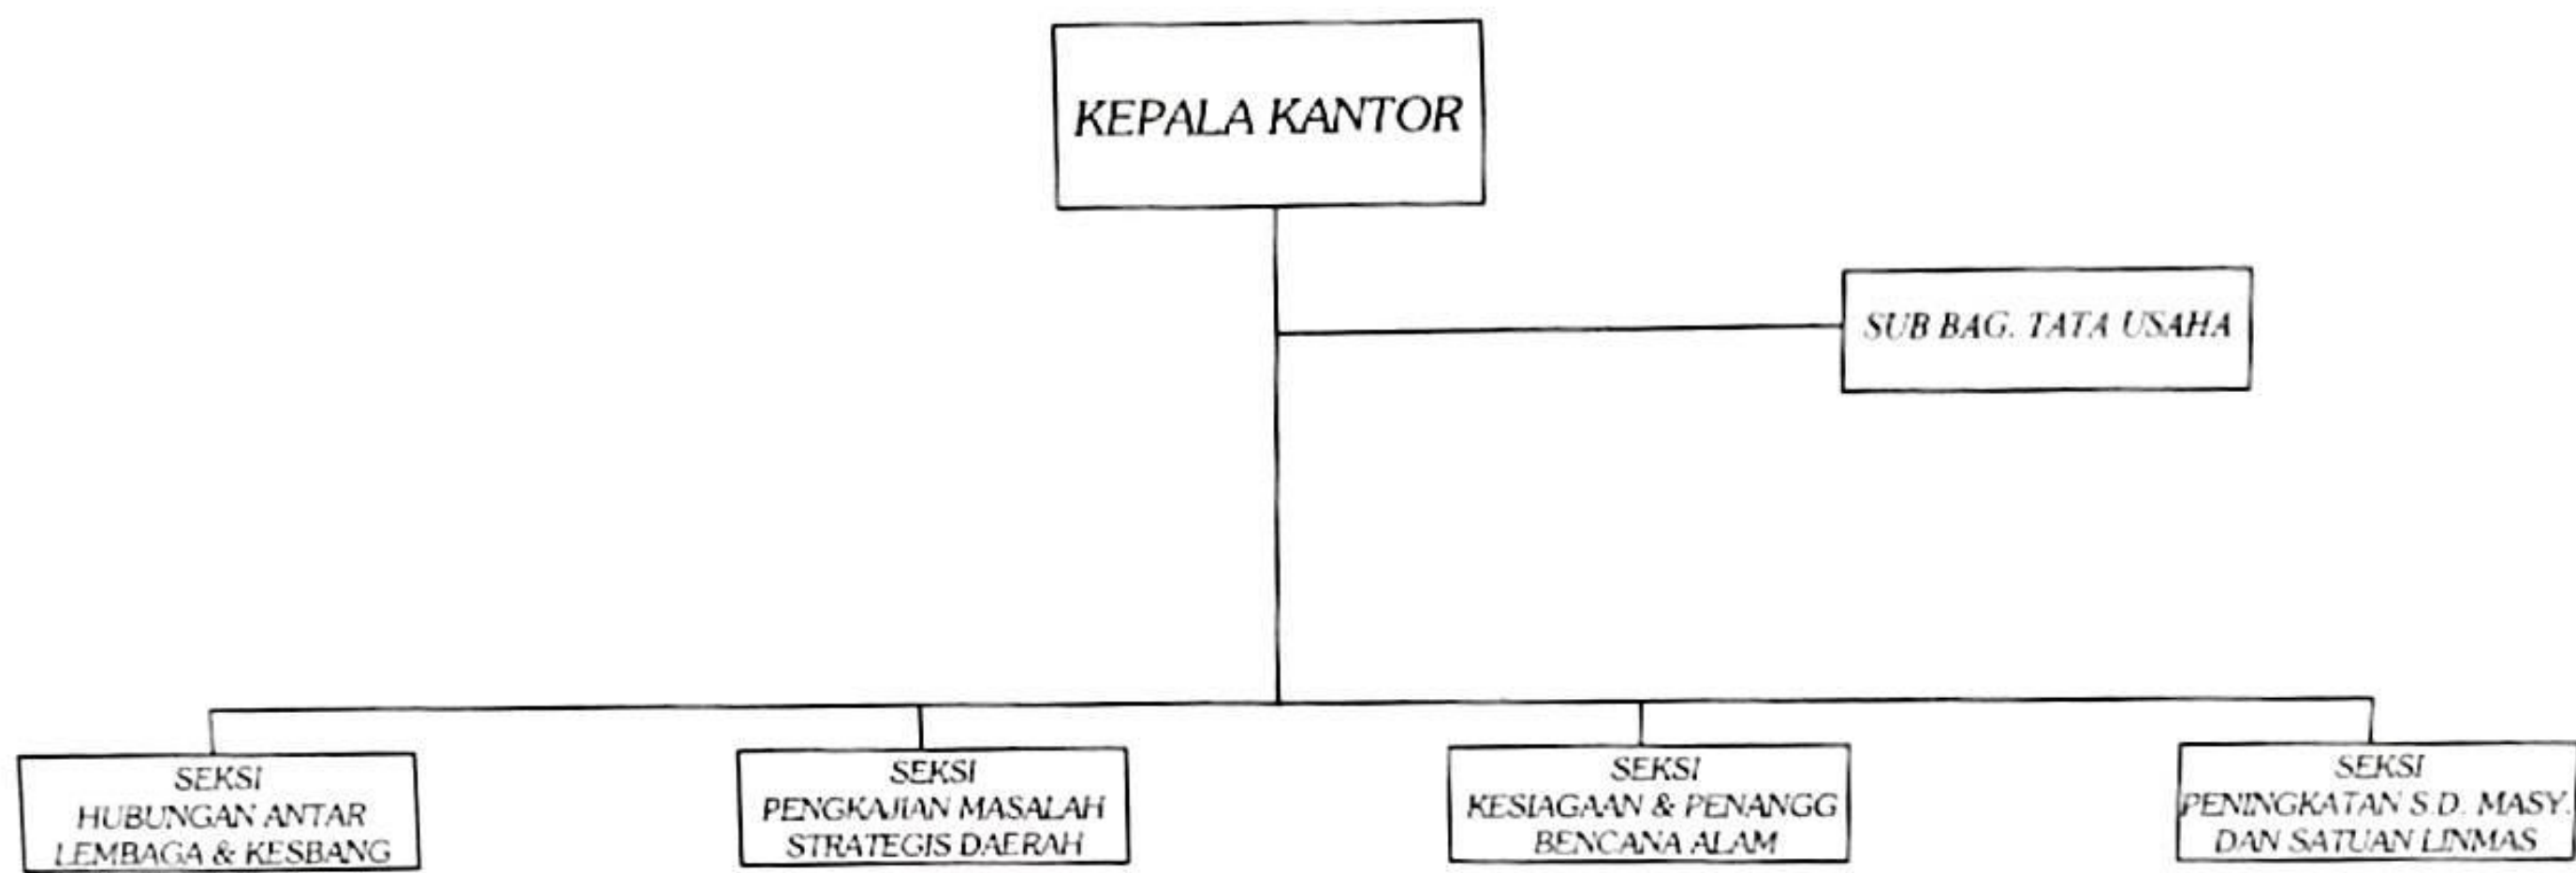 KEPALA KANTOR
SUB BAG. TATA USAHA
SEKSI
HUBUNGAN ANTAR
LEMBAGA & KESBANG
SEKSI
PENGKAJIAN MASALAH
STRATEGIS DAERAH
SEKSI
KESIAGAAN & PENANGG
BENCANA ALAM
SEKSI
PENINGKATAN S.D. MASY.
DAN SATUAN LINMAS